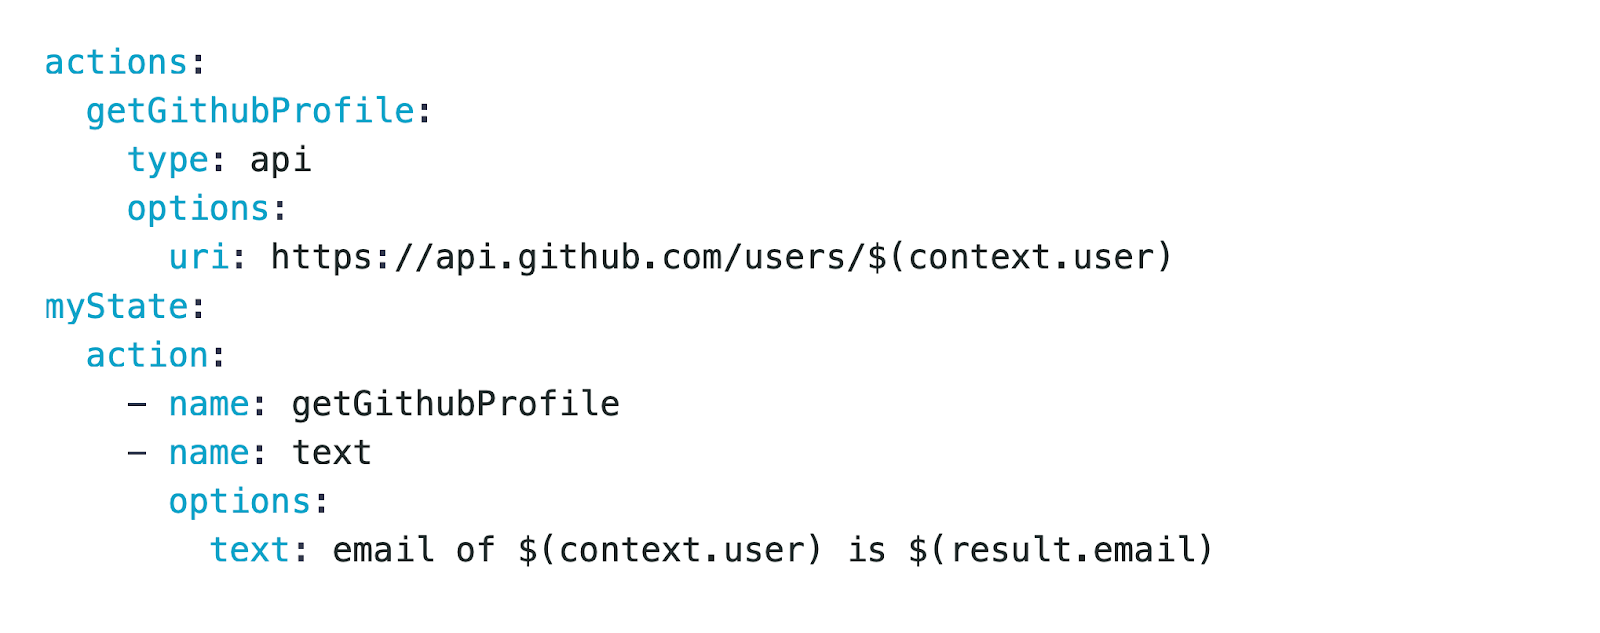 actions:
  getGithubProfile:
    type: api
    options:
      uri: https://api.github.com/users/$(context.user)
myState:
  action:
    - name: getGithubProfile
    - name: text
      options:
        text: email of $(context.user) is $(result.email)